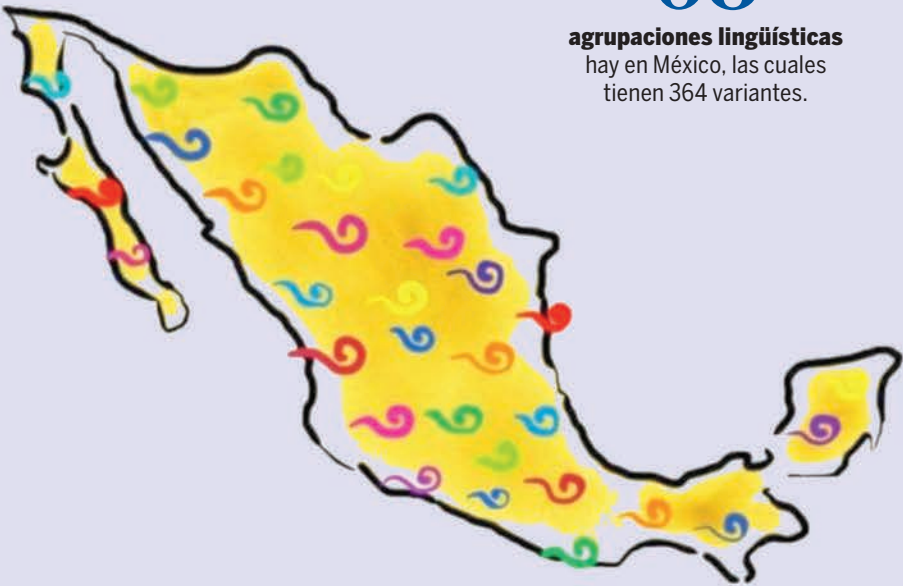 agrupaciones lingüísticas
hay en México, las cuales
tienen 364 variantes.